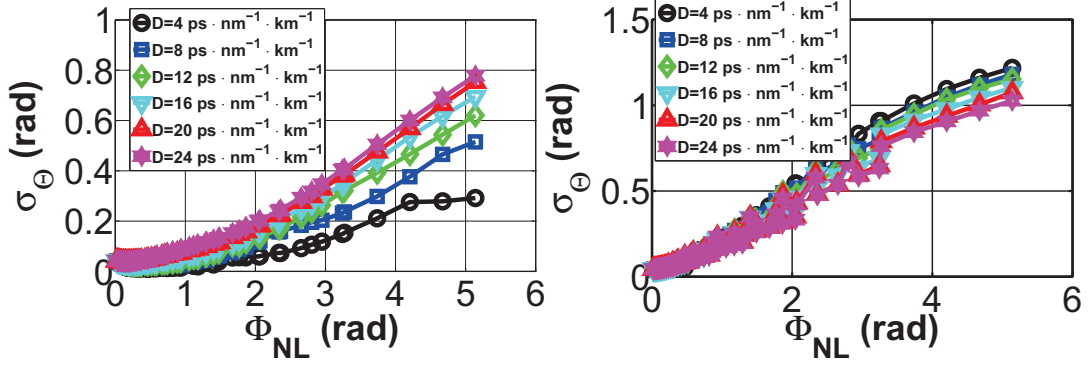 1
0.8
0.6
0.4
0.2
0
σΘ (rad)
D=4 ps · nm⁻¹ · km⁻¹
D=8 ps · nm⁻¹ · km⁻¹
D=12 ps · nm⁻¹ · km⁻¹
D=16 ps · nm⁻¹ · km⁻¹
D=20 ps · nm⁻¹ · km⁻¹
D=24 ps · nm⁻¹ · km⁻¹
0 1 2 3 4 5 6
ΦNL (rad)
1.5
1
0.5
0
σΘ (rad)
D=4 ps · nm⁻¹ · km⁻¹
D=8 ps · nm⁻¹ · km⁻¹
D=12 ps · nm⁻¹ · km⁻¹
D=16 ps · nm⁻¹ · km⁻¹
D=20 ps · nm⁻¹ · km⁻¹
D=24 ps · nm⁻¹ · km⁻¹
0 2 4 6
ΦNL (rad)